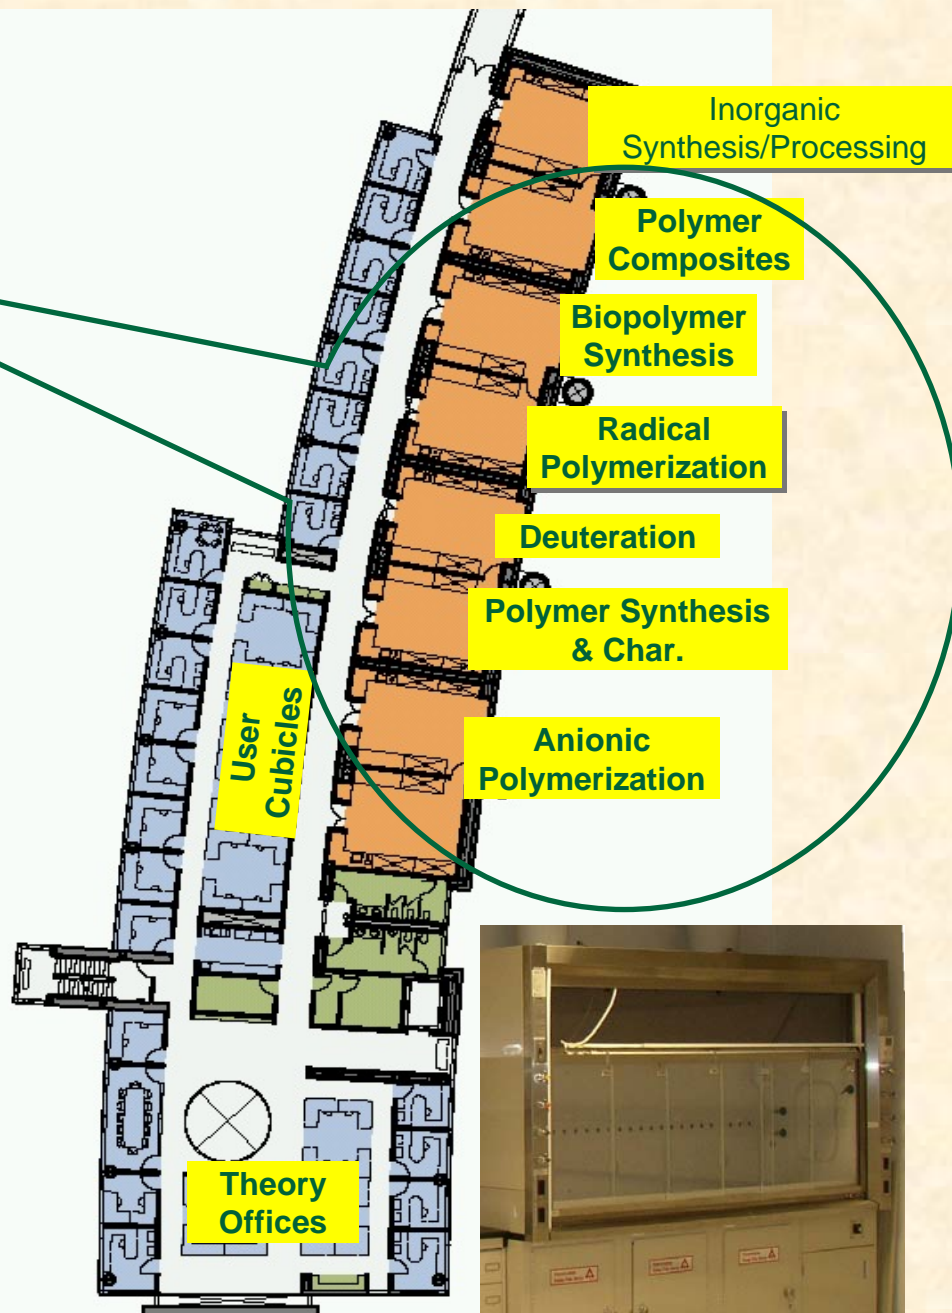 Inorganic
Synthesis/Processing
Polymer
Composites
Biopolymer
Synthesis
Radical
Polymerization
Deuteration
Polymer Synthesis
& Char.
User
Cubicles
Anionic
Polymerization
Theory
Offices